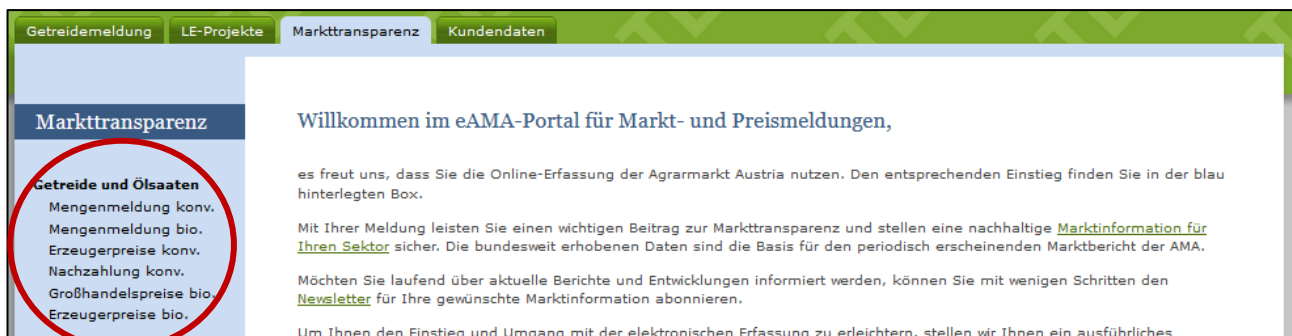 Getreidemeldung LE-Projekte Markttransparenz Kundendaten
Markttransparenz
Getreide und Ölsaaten
Mengenmeldung konv.
Mengenmeldung bio.
Erzeugerpreise konv.
Nachzahlung konv.
Großhandelspreise bio.
Erzeugerpreise bio.
Willkommen im eAMA-Portal für Markt- und Preismeldungen,
es freut uns, dass Sie die Online-Erfassung der Agrarmarkt Austria nutzen. Den entsprechenden Einstieg finden Sie in der blau
hinterlegten Box.
Mit Ihrer Meldung leisten Sie einen wichtigen Beitrag zur Markttransparenz und stellen eine nachhaltige Marktinformation für
Ihren Sektor sicher. Die bundesweit erhobenen Daten sind die Basis für den periodisch erscheinenden Marktbericht der AMA.
Möchten Sie laufend über aktuelle Berichte und Entwicklungen informiert werden, können Sie mit wenigen Schritten den
Newsletter für Ihre gewünschte Marktinformation abonnieren.
Um Ihnen den Einstieg und Umgang mit der elektronischen Erfassung zu erleichtern, stellen wir Ihnen ein ausführliches